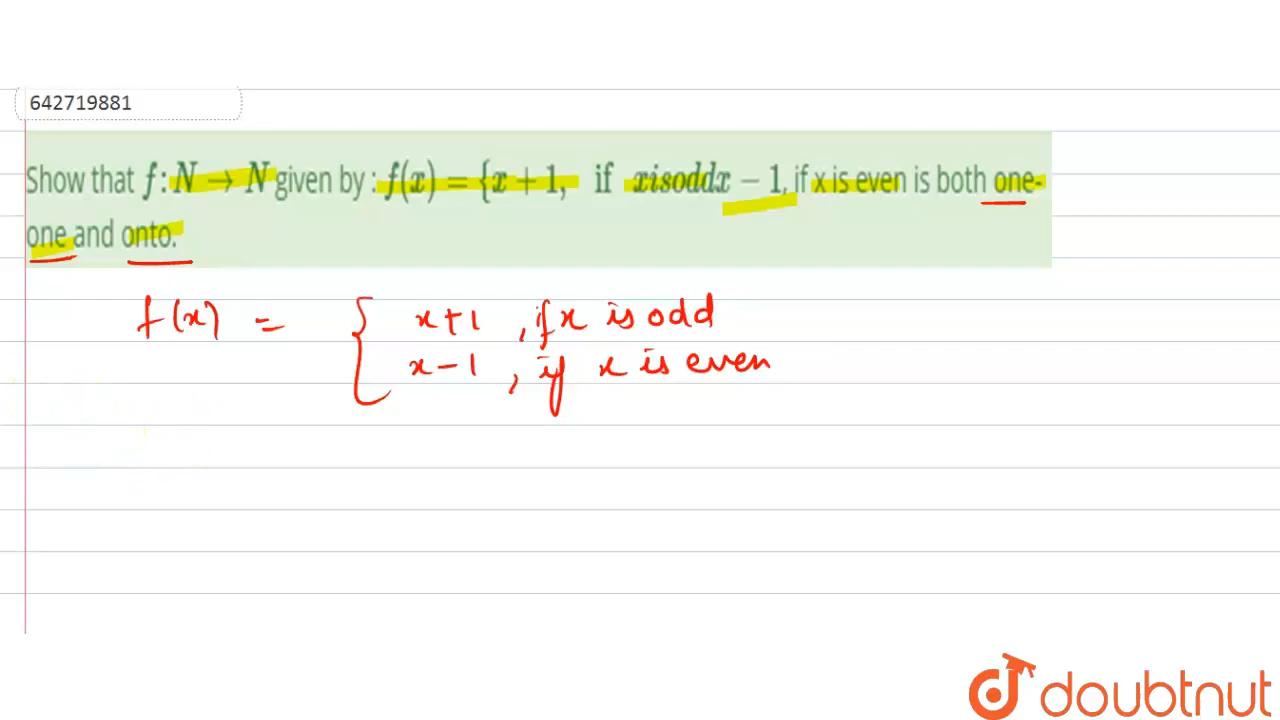 642719881
Show that f:N→N given by : f(x) = {x + 1, if xisoddx − 1, if x is even is both one-
one and onto.
f(x) = { x+1 , if x is odd
x-1 , if x is even
doubtnut